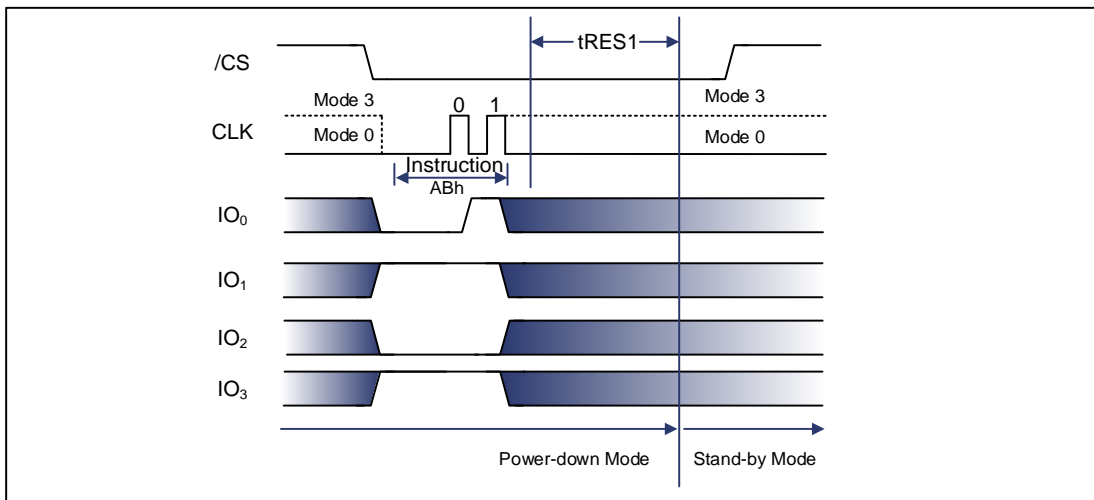 tRES1
/CS
Mode 3 0 1 Mode 3
CLK
Mode 0 Mode 0
Instruction
ABh
IO₀
IO₁
IO₂
IO₃
Power-down Mode Stand-by Mode